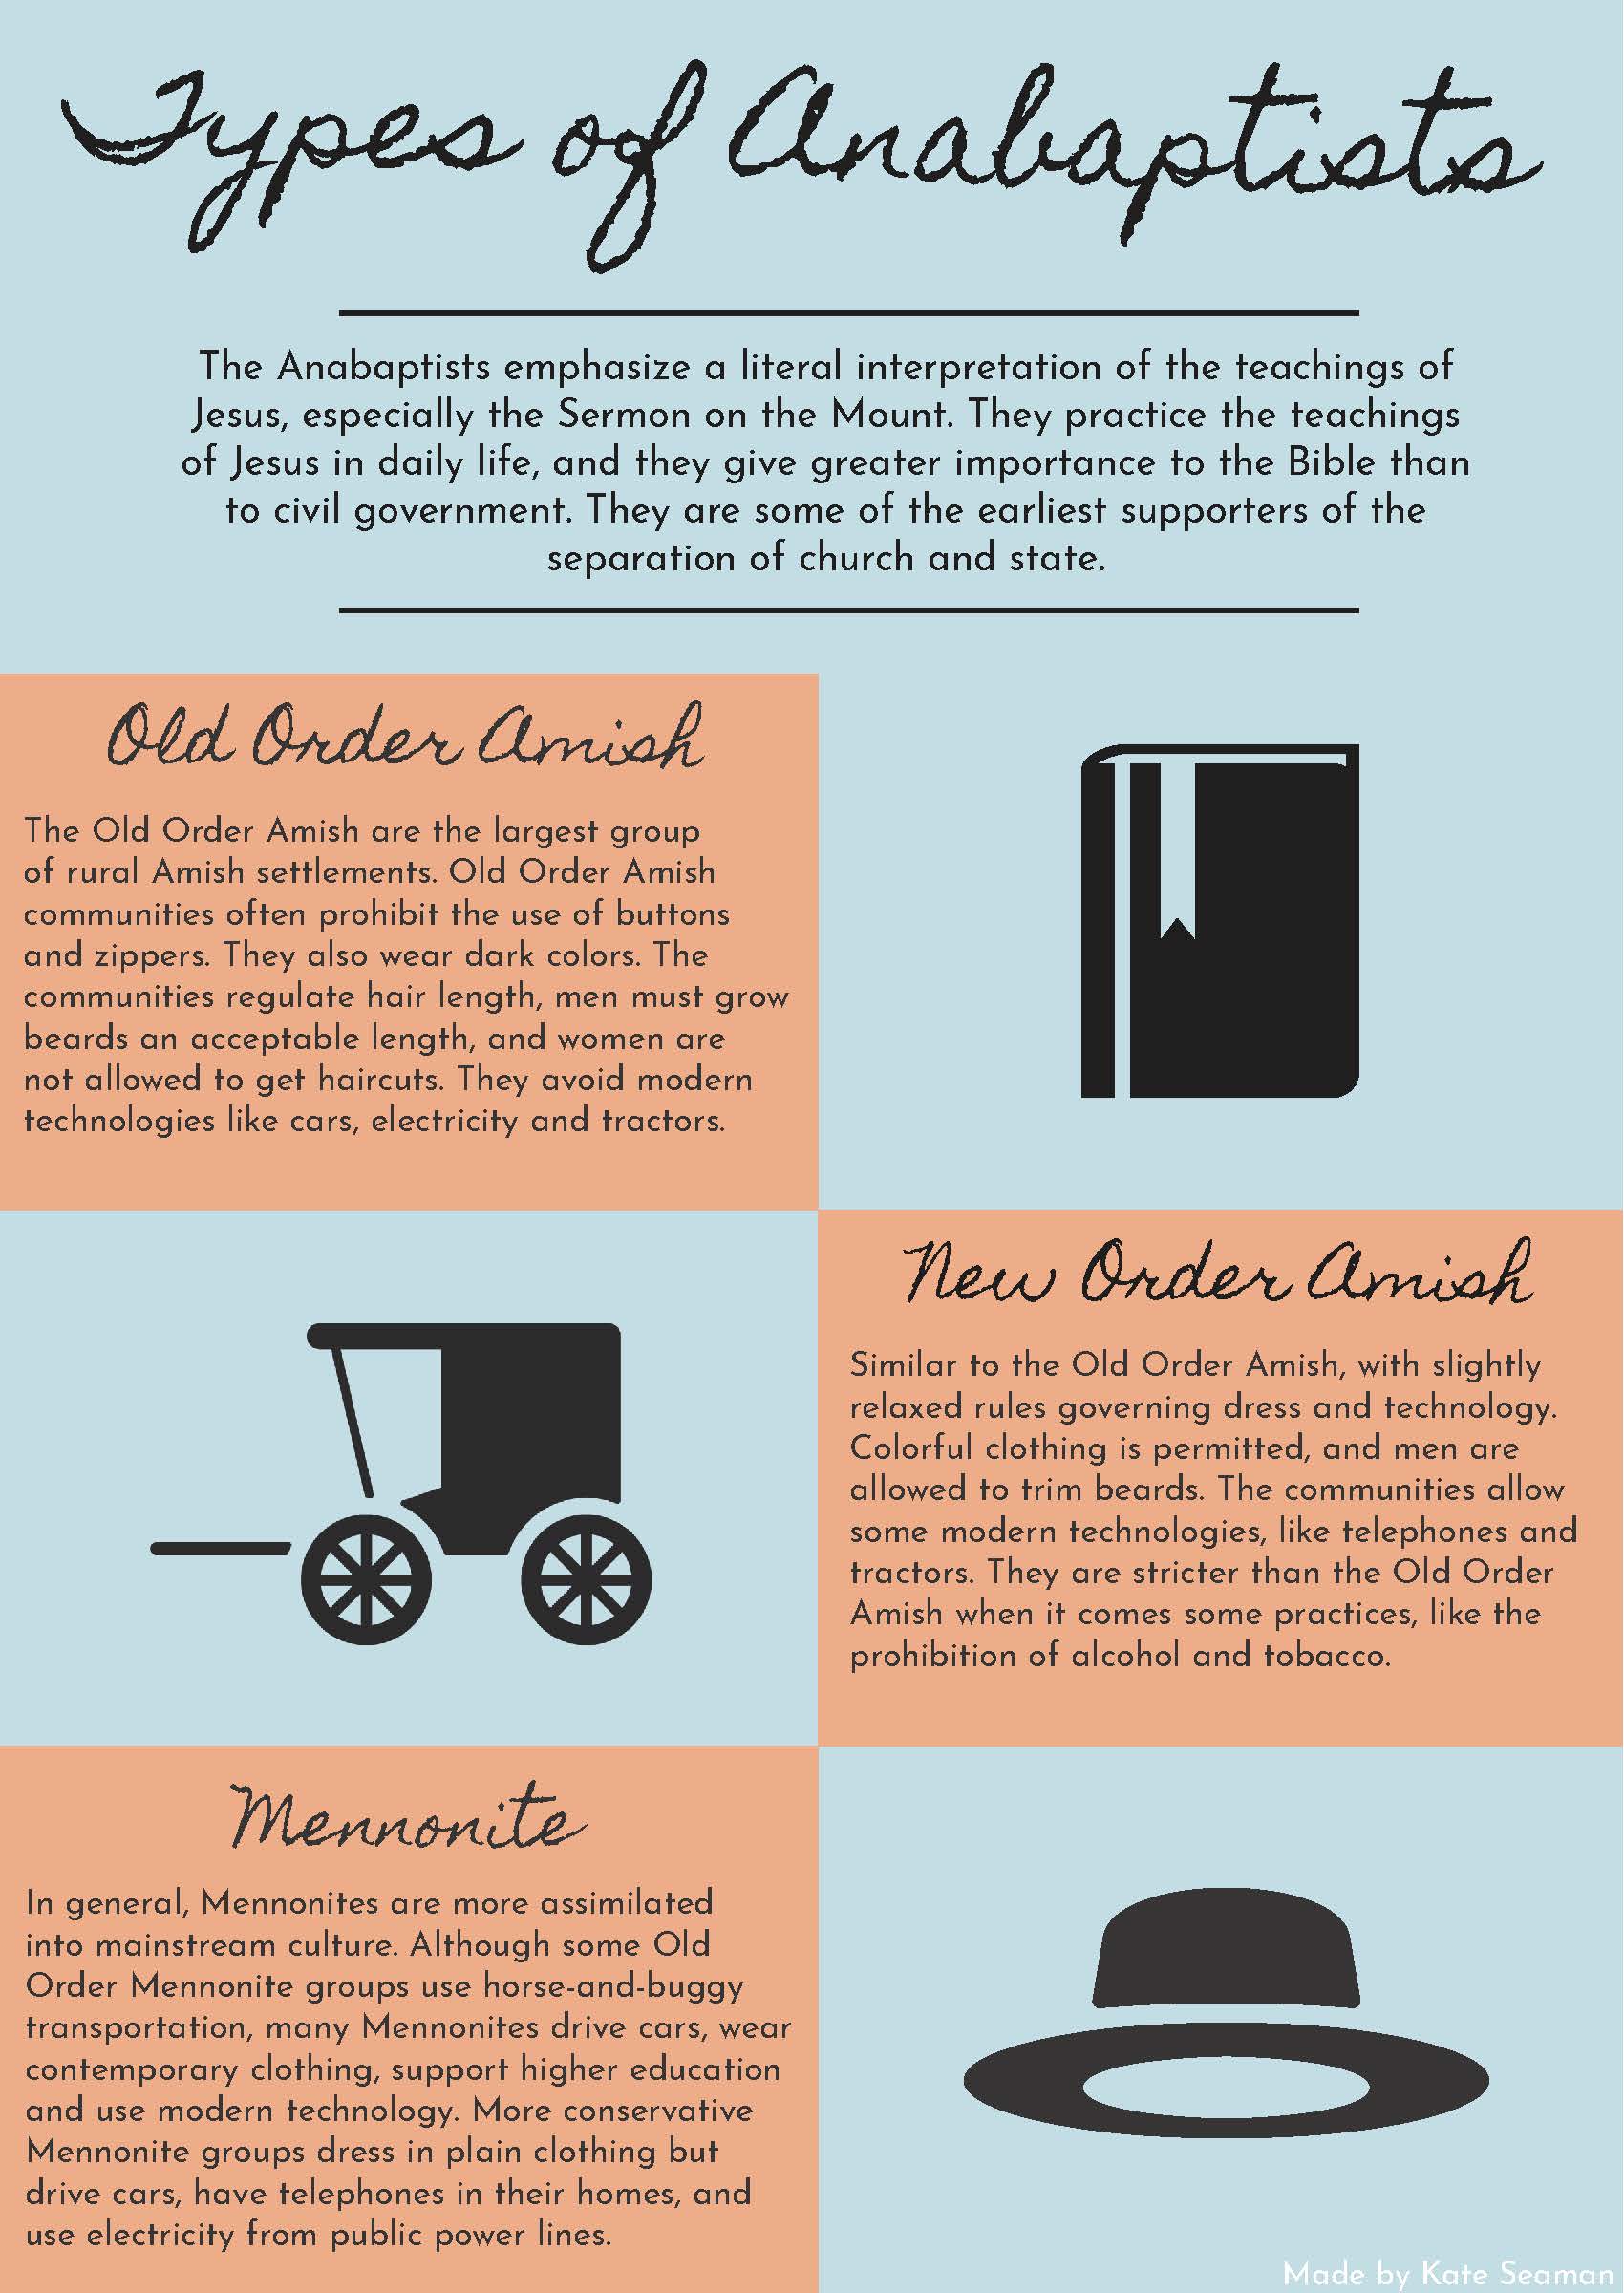 Types of Anabaptists
The Anabaptists emphasize a literal interpretation of the teachings of
Jesus, especially the Sermon on the Mount. They practice the teachings
of Jesus in daily life, and they give greater importance to the Bible than
to civil government. They are some of the earliest supporters of the
separation of church and state.
Old Order Amish
The Old Order Amish are the largest group
of rural Amish settlements. Old Order Amish
communities often prohibit the use of buttons
and zippers. They also wear dark colors. The
communities regulate hair length, men must grow
beards an acceptable length, and women are
not allowed to get haircuts. They avoid modern
technologies like cars, electricity and tractors.
New Order Amish
Similar to the Old Order Amish, with slightly
relaxed rules governing dress and technology.
Colorful clothing is permitted, and men are
allowed to trim beards. The communities allow
some modern technologies, like telephones and
tractors. They are stricter than the Old Order
Amish when it comes some practices, like the
prohibition of alcohol and tobacco.
Mennonite
In general, Mennonites are more assimilated
into mainstream culture. Although some Old
Order Mennonite groups use horse-and-buggy
transportation, many Mennonites drive cars, wear
contemporary clothing, support higher education
and use modern technology. More conservative
Mennonite groups dress in plain clothing but
drive cars, have telephones in their homes, and
use electricity from public power lines.
Made by Kate Seaman